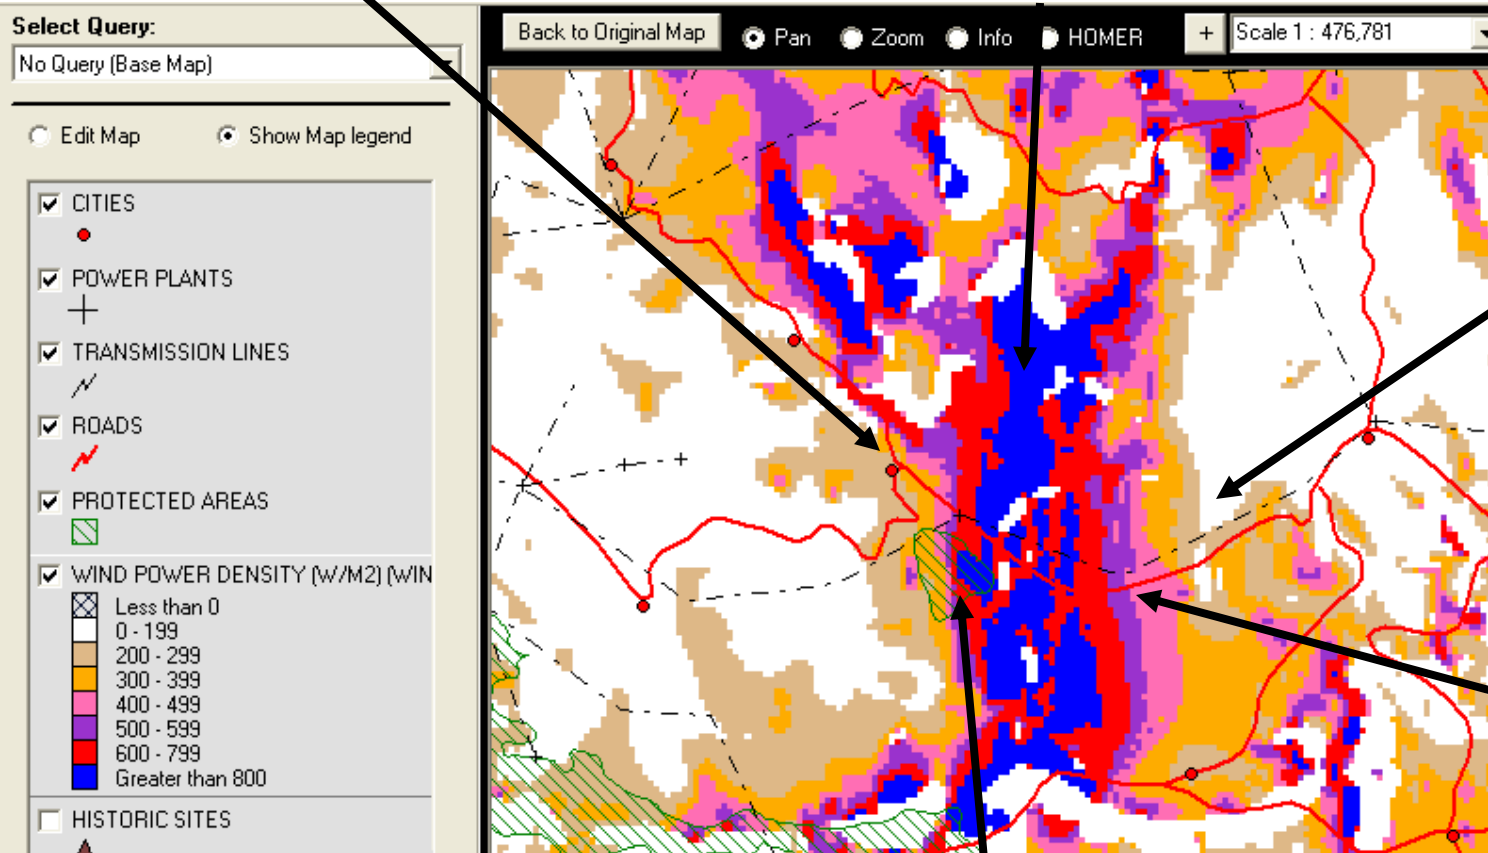 Select Query:
No Query (Base Map)
Edit Map
Show Map legend
CITIES
POWER PLANTS
TRANSMISSION LINES
ROADS
PROTECTED AREAS
WIND POWER DENSITY (W/M2) (WIN
Less than 0
0 - 199
200 - 299
300 - 399
400 - 499
500 - 599
600 - 799
Greater than 800
HISTORIC SITES
Back to Original Map
Pan
Zoom
Info
HOMER
+
Scale 1 : 476,781